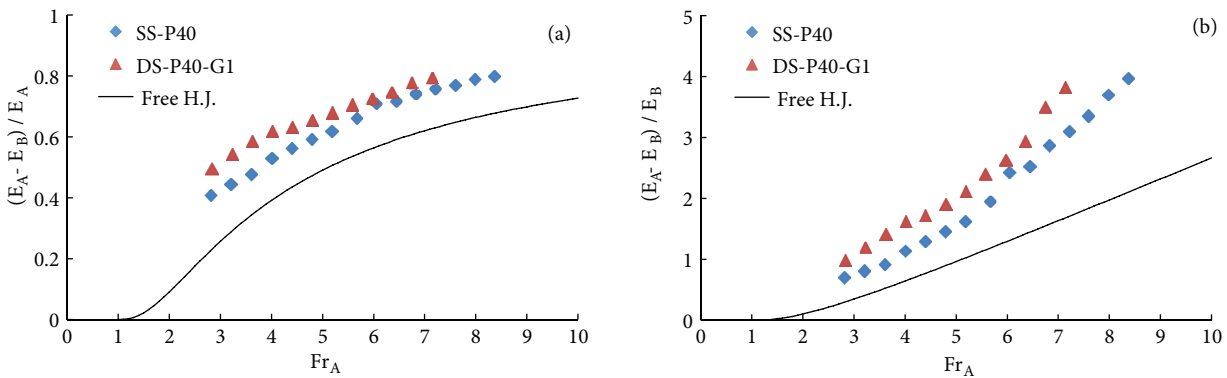 (a)
SS-P40
DS-P40-G1
Free H.J.
(E_A- E_B) / E_A
1
0.8
0.6
0.4
0.2
0
0 1 2 3 4 5 6 7 8 9 10
Fr_A
(b)
SS-P40
DS-P40-G1
Free H.J.
(E_A- E_B) / E_B
5
4
3
2
1
0
0 1 2 3 4 5 6 7 8 9 10
Fr_A